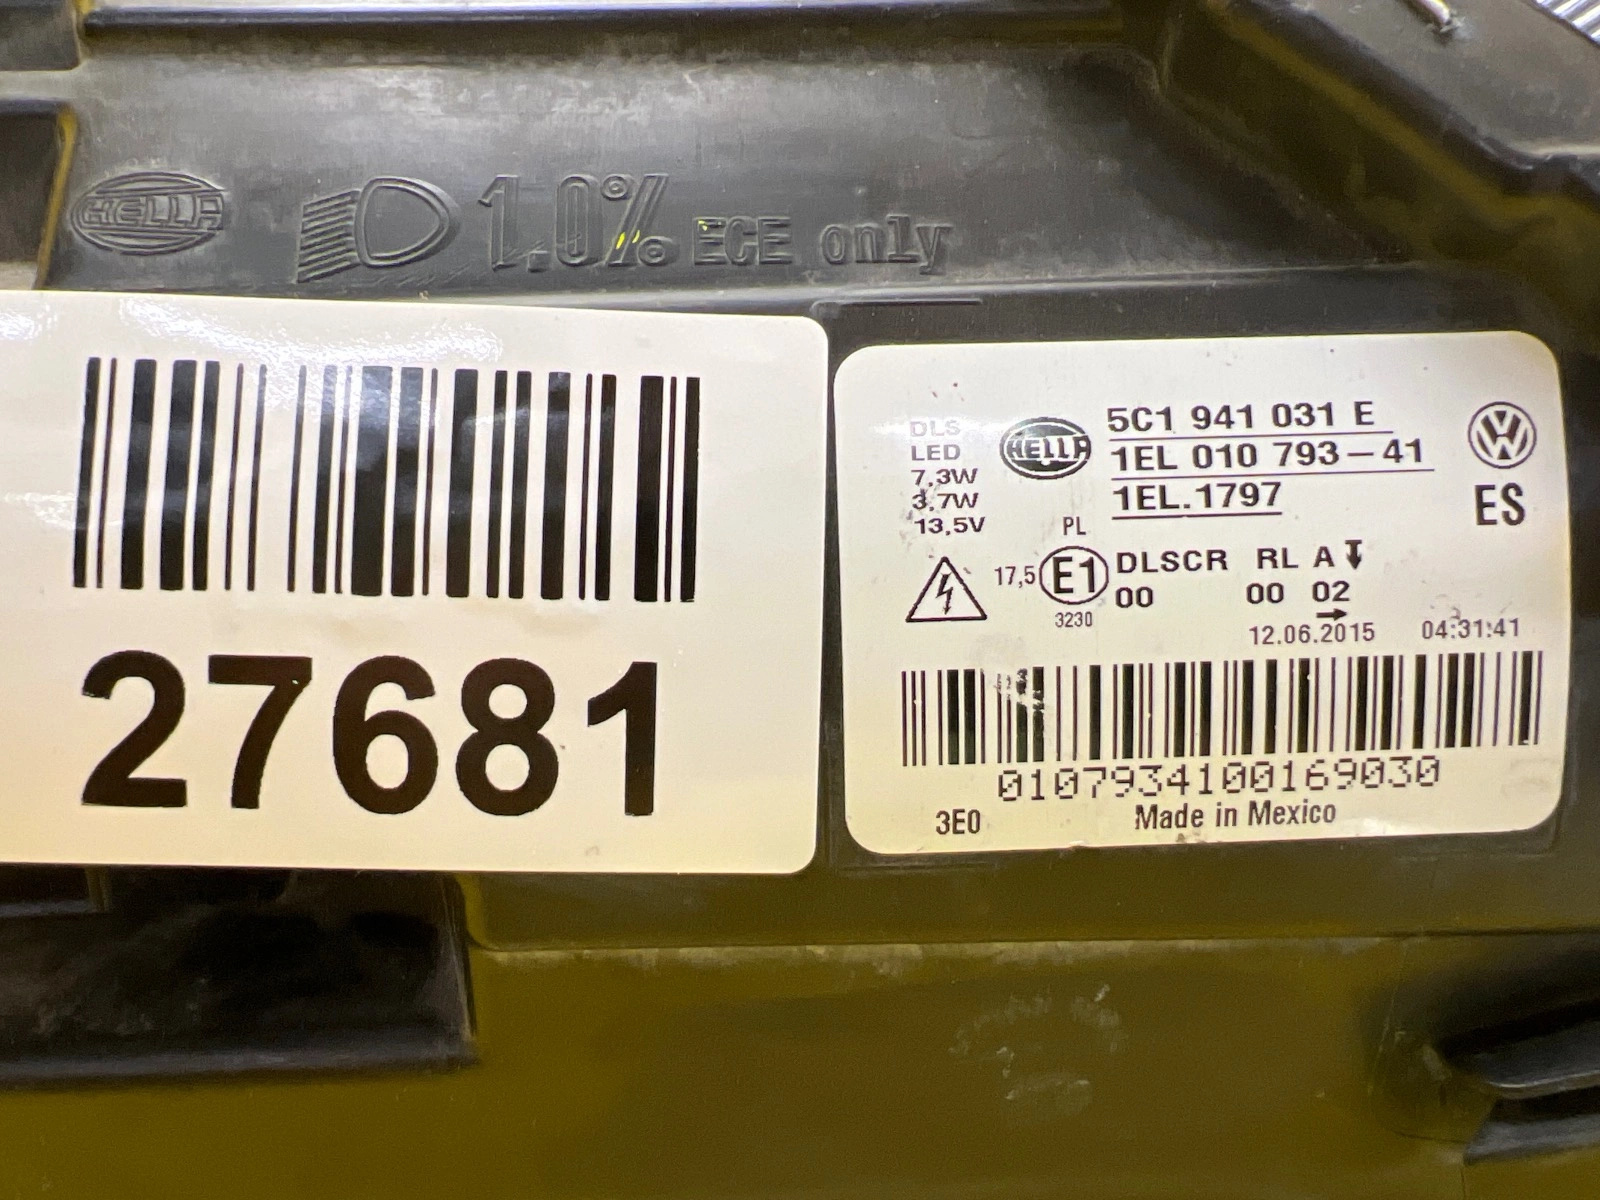 HELLA 1.0% ECE only
27681
DLS
LED
7,3W
3,7W
13,5V
HELLA
5C1 941 031 E
1EL 010 793-41
1EL.1797
ES
PL
17,5 E1 DLSCR RL A
00 00 02
3230
12.06.2015 04:31:41
0107934100169030
3E0 Made in Mexico